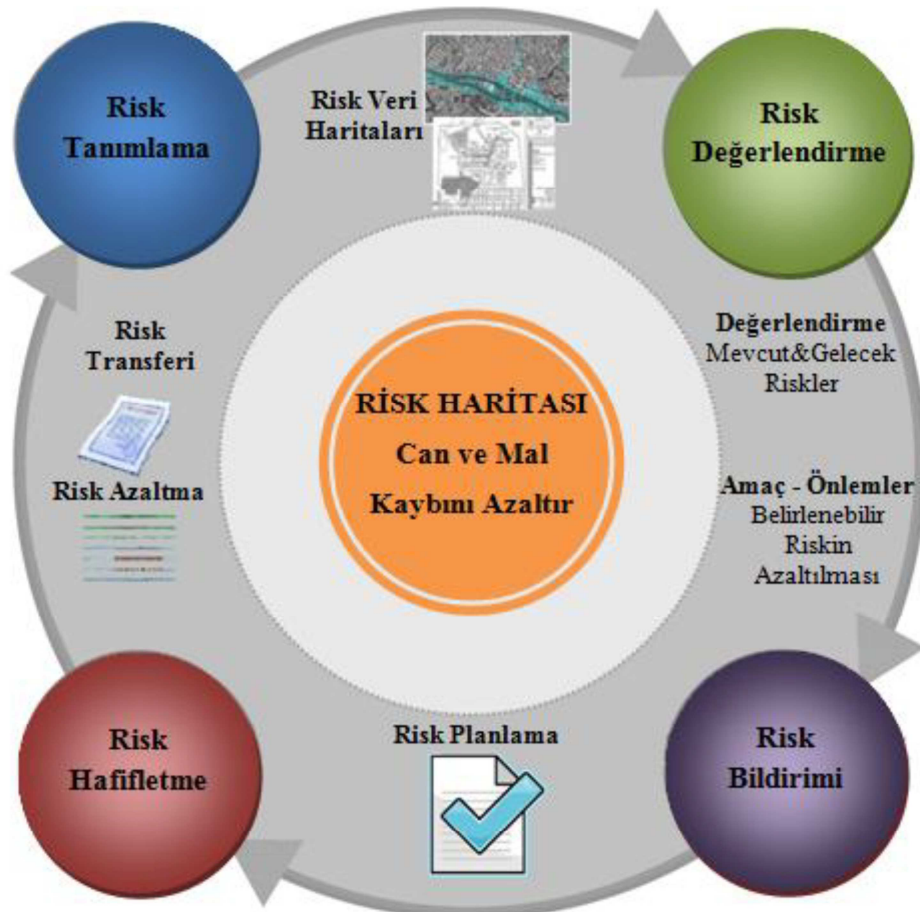 Risk
Tanımlama
Risk Veri
Haritaları
Risk
Değerlendirme
Değerlendirme
Mevcut&Gelecek
Riskler
Amaç - Önlemler
Belirlenebilir
Riskin
Azaltılması
Risk
Bildirimi
Risk Planlama
Risk
Hafifletme
Risk
Transferi
Risk Azaltma
RİSK HARİTASI
Can ve Mal
Kaybını Azaltır